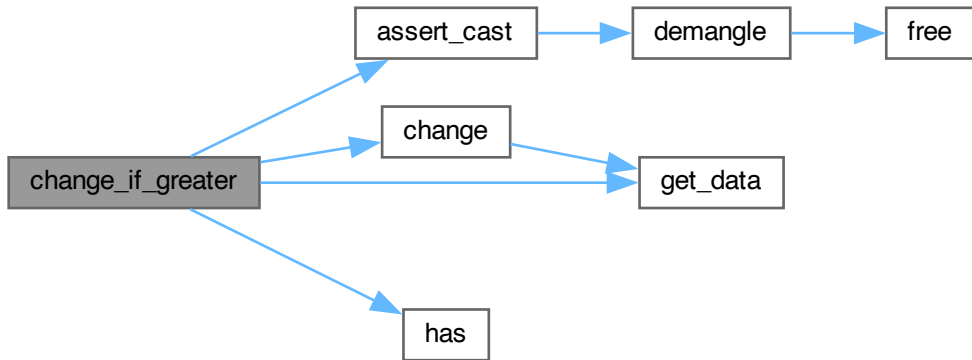 assert_cast
demangle
free
change
change_if_greater
get_data
has